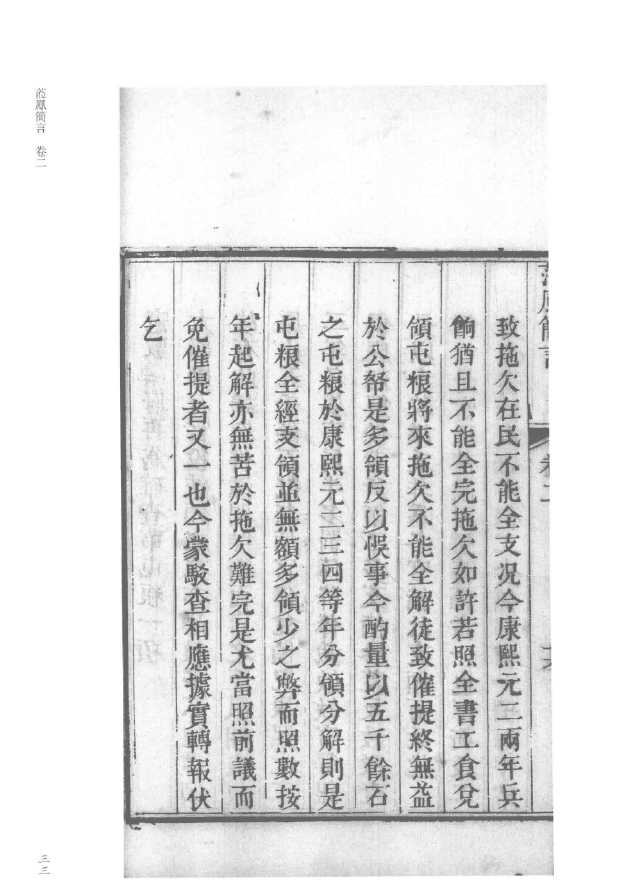 致拖欠在民不能全支况今康熙元二兩年兵
餉猶且不能全完拖欠如許若照全書工食兌
領屯粮將來拖欠不能全解徒致催提終無益
於公帑是多領反以悞事今酌量以五千餘石
之屯粮於康熙元二三四等年分領分解則是
屯粮全經支領並無額多領少之弊而照數按
年起解亦無苦於拖欠難完是尤當照前議而
免催提者又一也今蒙駁查相應據實轉報伏
乞
范鳳簡言　卷二
三三